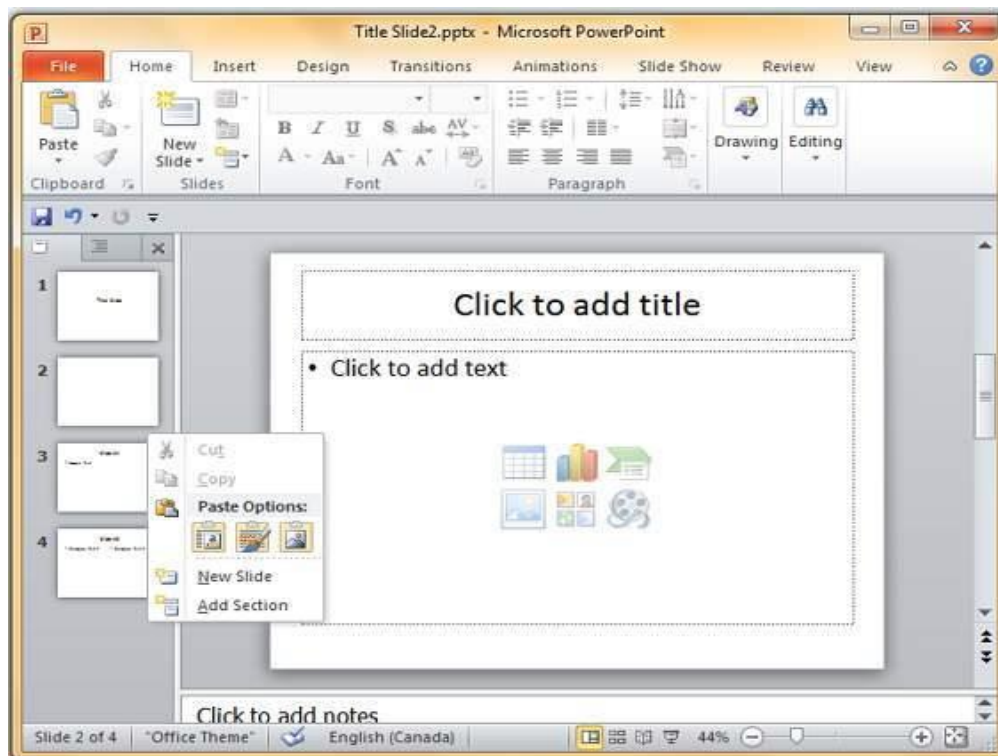 Title Slide2.pptx - Microsoft PowerPoint
File Home Insert Design Transitions Animations Slide Show Review View
Paste
New Slide
B I U S abc AV
A Aa A A
Drawing Editing
Clipboard Slides Font Paragraph
1
2
3
4
Click to add title
• Click to add text
Cut
Copy
Paste Options:
New Slide
Add Section
Click to add notes
Slide 2 of 4 "Office Theme" English (Canada) 44%